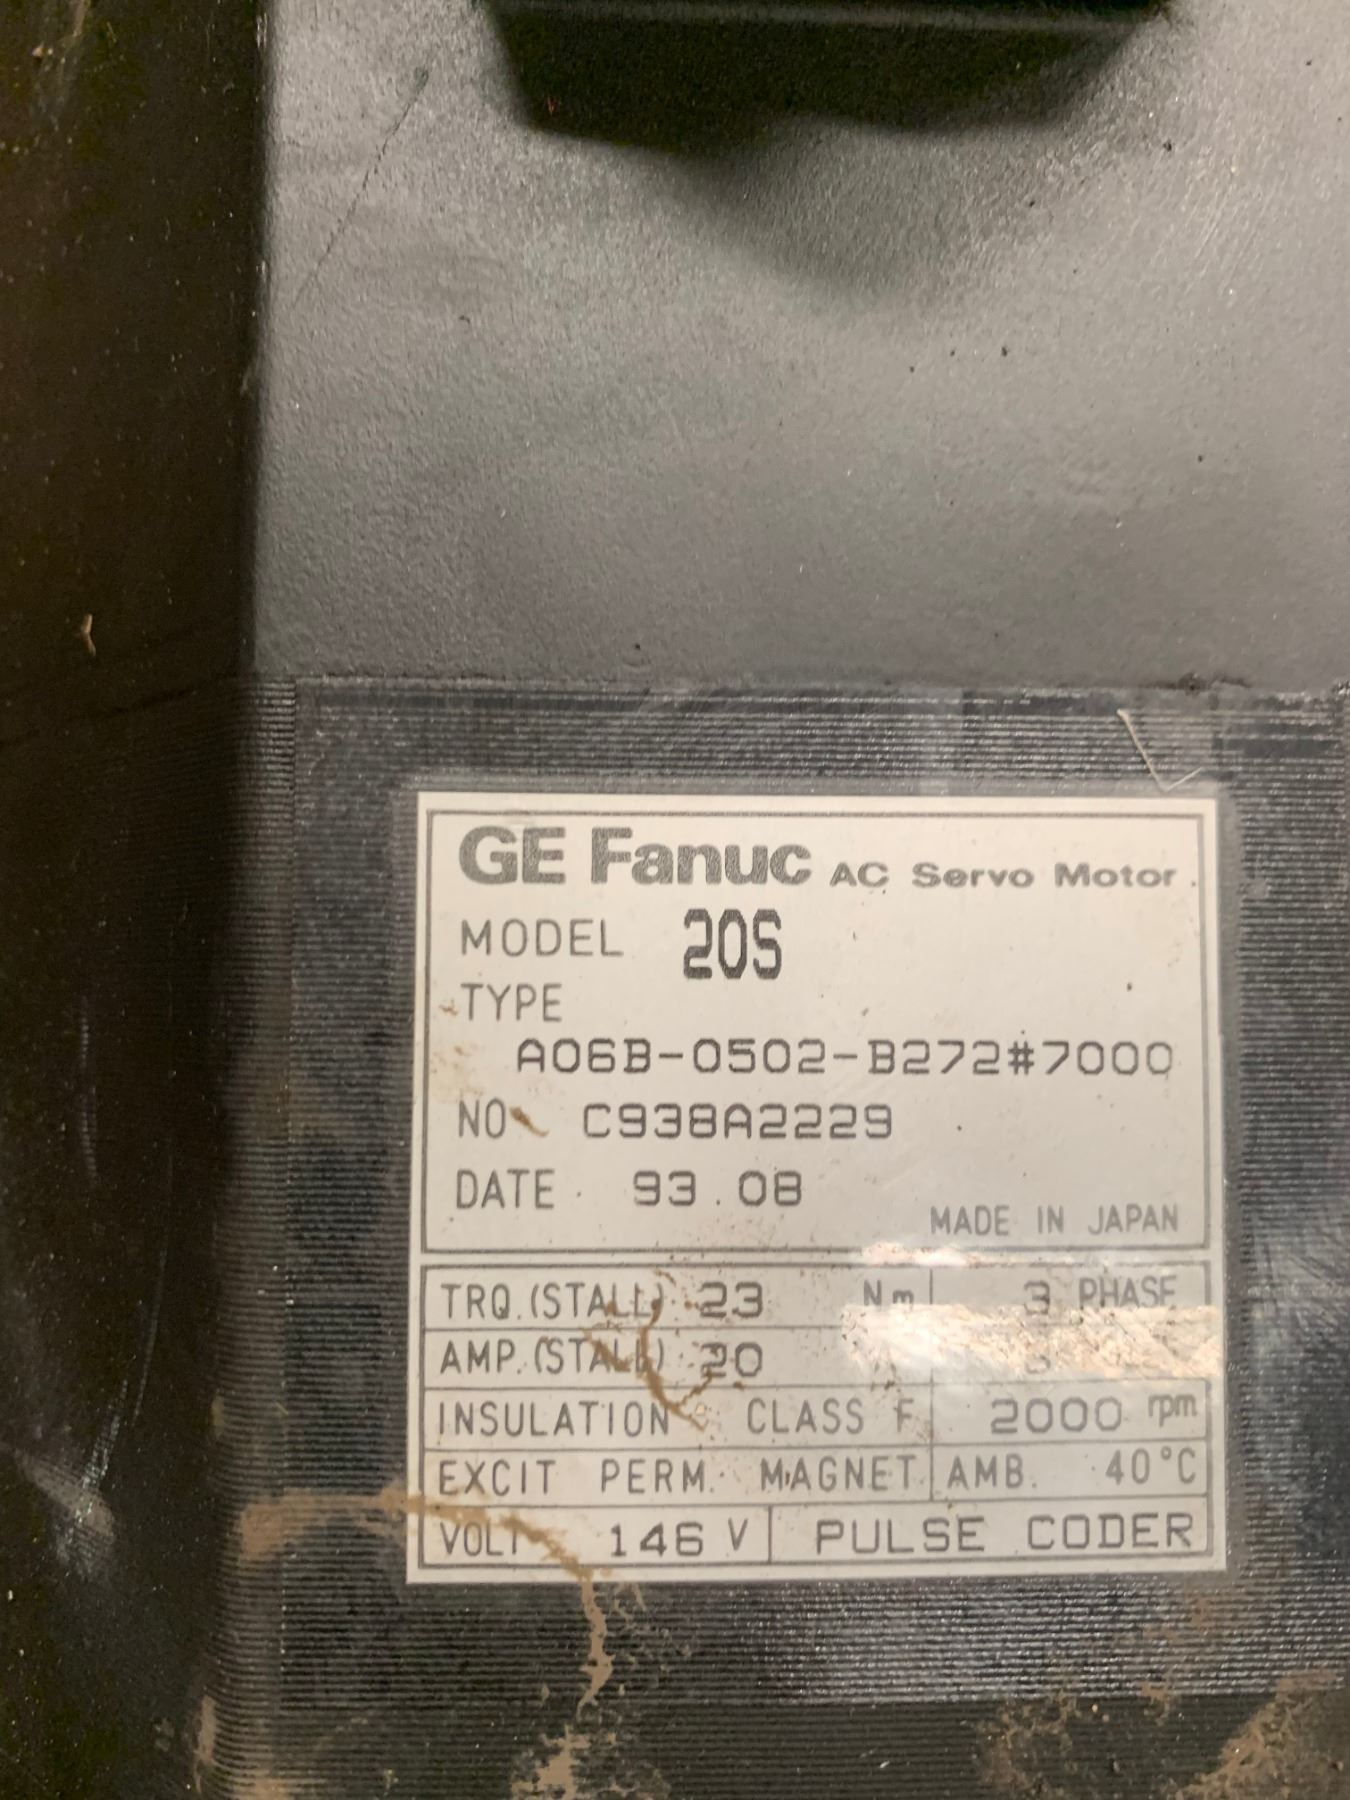 GE Fanuc AC Servo Motor
MODEL 20S
TYPE
A06B-0502-B272#7000
NO C938A2229
DATE 93.08
MADE IN JAPAN
TRQ.(STALL) 23 Nm 3 PHASE
AMP.(STALL) 20
INSULATION CLASS F 2000 rpm
EXCIT PERM. MAGNET AMB. 40°C
VOLT 146 V PULSE CODER